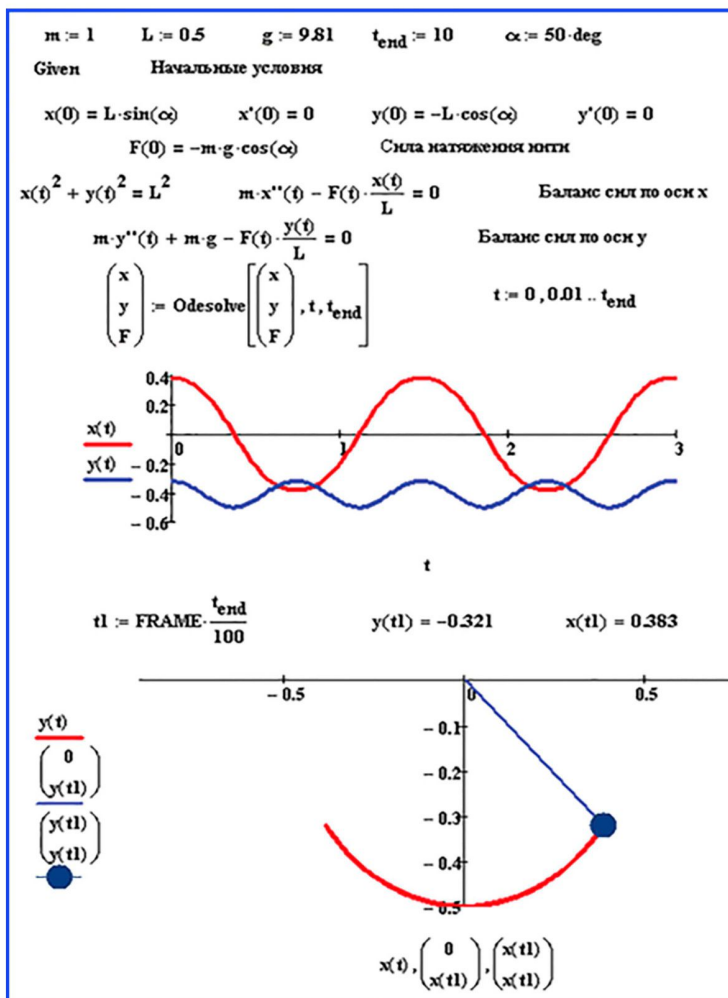 m := 1 L := 0.5 g := 9.81 t_end := 10 α := 50·deg
Given Начальные условия
x(0) = L·sin(α) x'(0) = 0 y(0) = −L·cos(α) y'(0) = 0
F(0) = −m·g·cos(α) Сила натяжения нити
x(t)² + y(t)² = L² m·x''(t) − F(t)·x(t)/L = 0 Баланс сил по оси x
m·y''(t) + m·g − F(t)·y(t)/L = 0 Баланс сил по оси y
(x y F) := Odesolve[(x y F), t, t_end] t := 0, 0.01 .. t_end
0.4
0.2
x(t)
y(t)
0 1 2 3
− 0.2
− 0.4
− 0.6
t
t1 := FRAME·t_end/100 y(t1) = −0.321 x(t1) = 0.383
− 0.5 0 0.5
y(t)
(0 y(t1))
(y(t1) y(t1))
− 0.1
− 0.2
− 0.3
− 0.4
− 0.5
x(t), (0 x(t1)), (x(t1) x(t1))